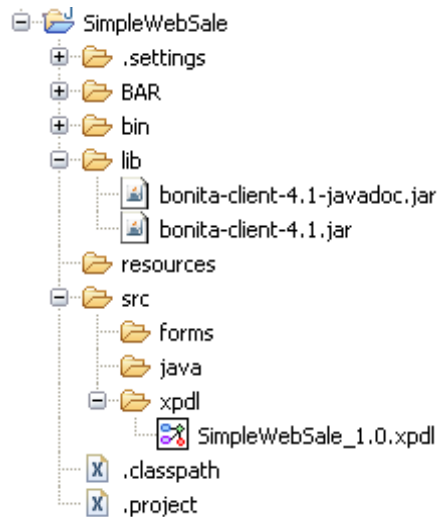 SimpleWebSale
.settings
BAR
bin
lib
bonita-client-4.1-javadoc.jar
bonita-client-4.1.jar
resources
src
forms
java
xpdl
SimpleWebSale_1.0.xpdl
.classpath
.project